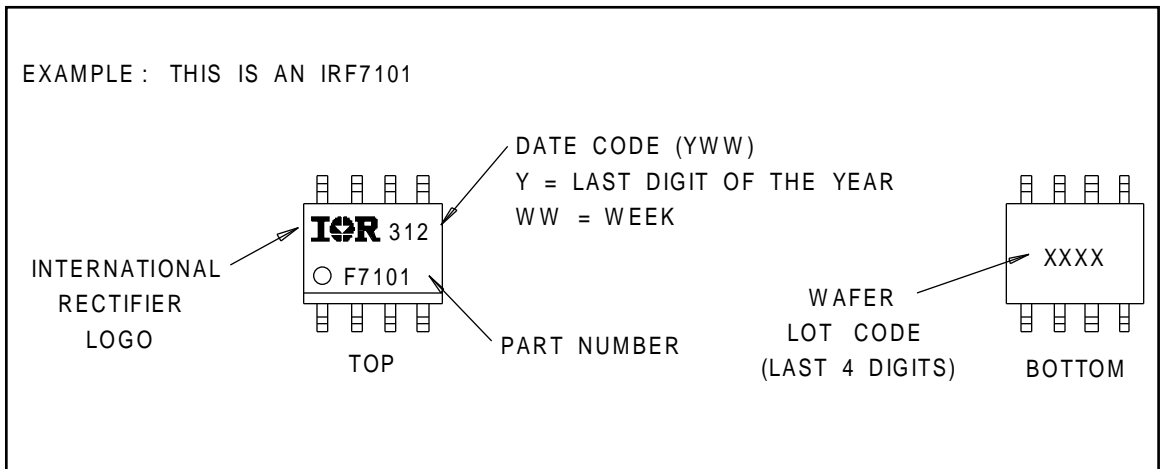 EXAMPLE : THIS IS AN IRF7101
DATE CODE (YWW)
Y = LAST DIGIT OF THE YEAR
WW = WEEK
IOR 312
F7101
INTERNATIONAL
RECTIFIER
LOGO
TOP
PART NUMBER
XXXX
WAFER
LOT CODE
(LAST 4 DIGITS)
BOTTOM